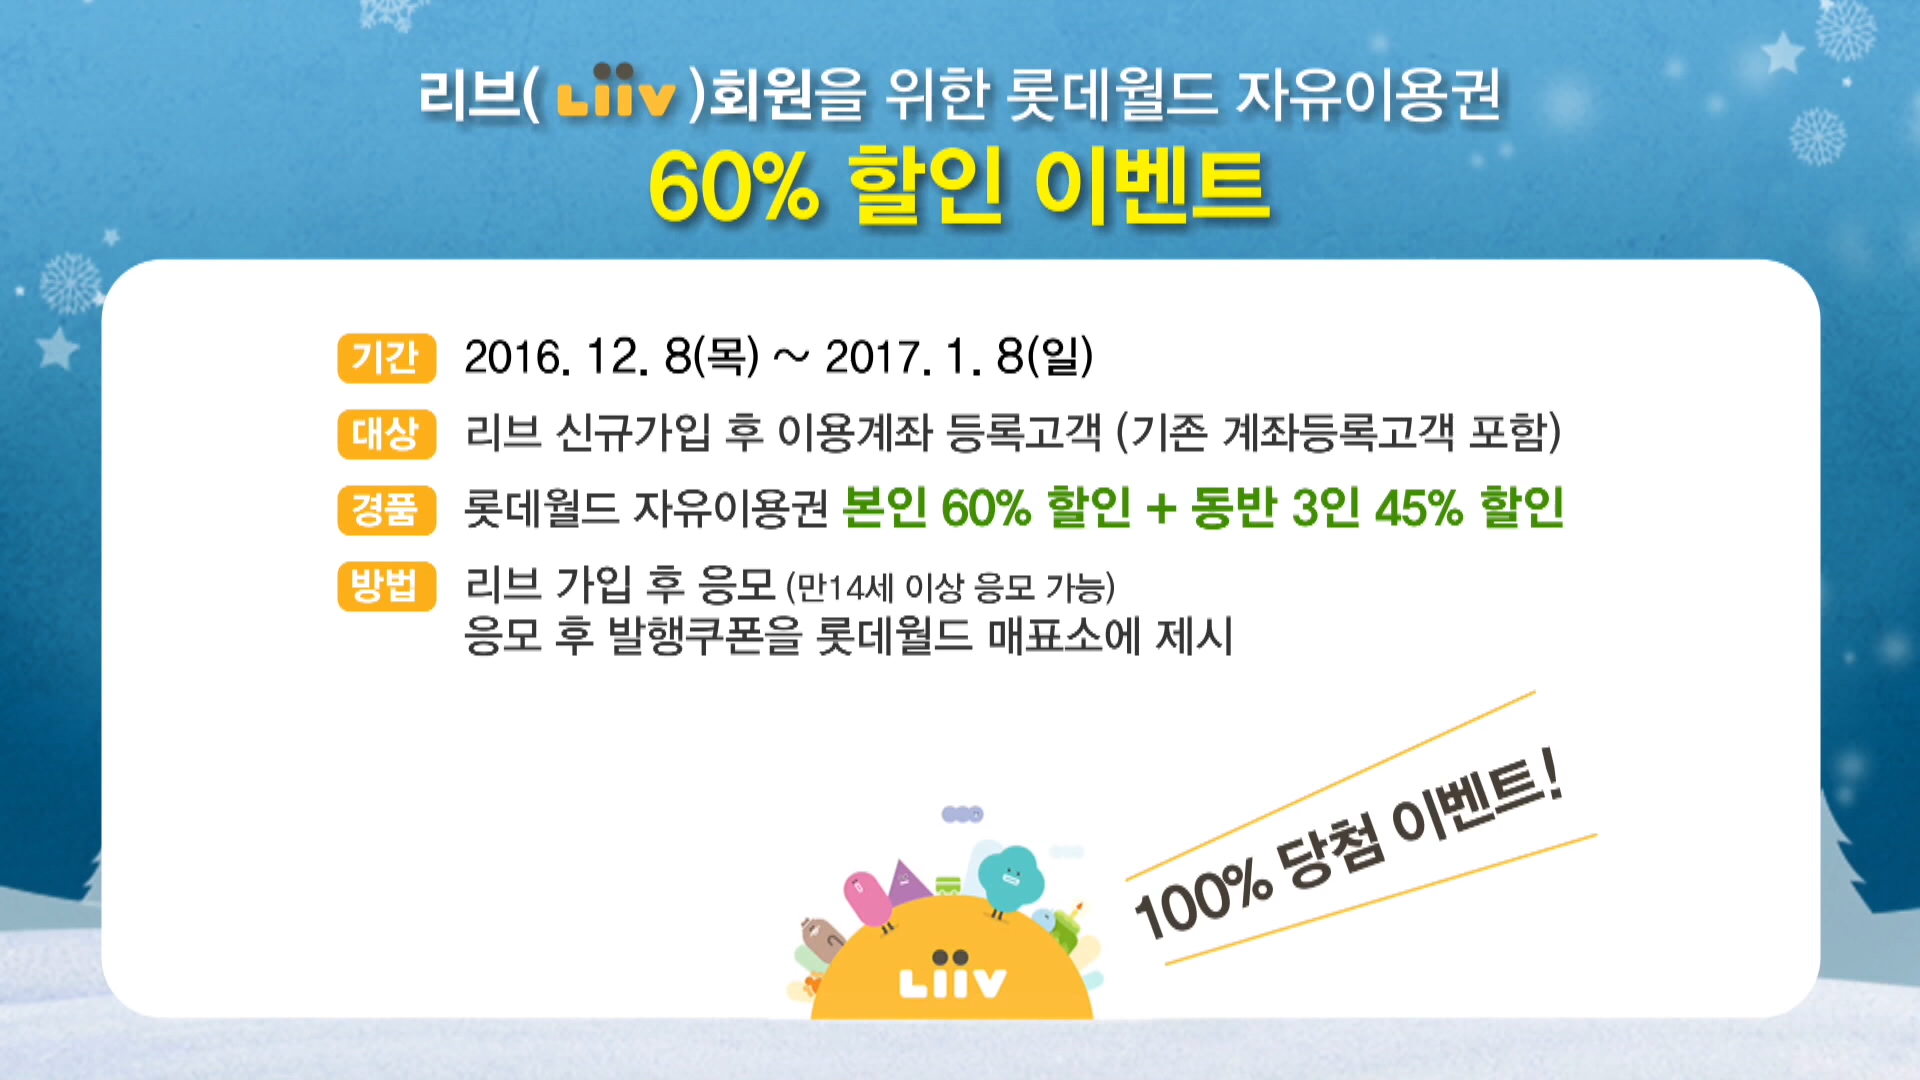 리브( Liiv )회원을 위한 롯데월드 자유이용권
60% 할인 이벤트
기간 2016. 12. 8(목) ~ 2017. 1. 8(일)
대상 리브 신규가입 후 이용계좌 등록고객 (기존 계좌등록고객 포함)
경품 롯데월드 자유이용권 본인 60% 할인 + 동반 3인 45% 할인
방법 리브 가입 후 응모 (만14세 이상 응모 가능)
응모 후 발행쿠폰을 롯데월드 매표소에 제시
100% 당첨 이벤트!
Liiv